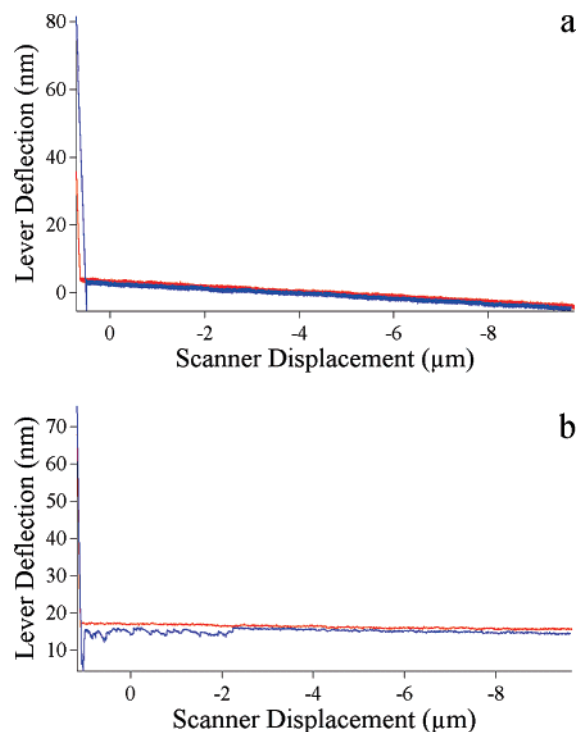 a
80
60
40
20
0
Lever Deflection (nm)
0 -2 -4 -6 -8
Scanner Displacement (µm)
b
70
60
50
40
30
20
10
Lever Deflection (nm)
0 -2 -4 -6 -8
Scanner Displacement (µm)